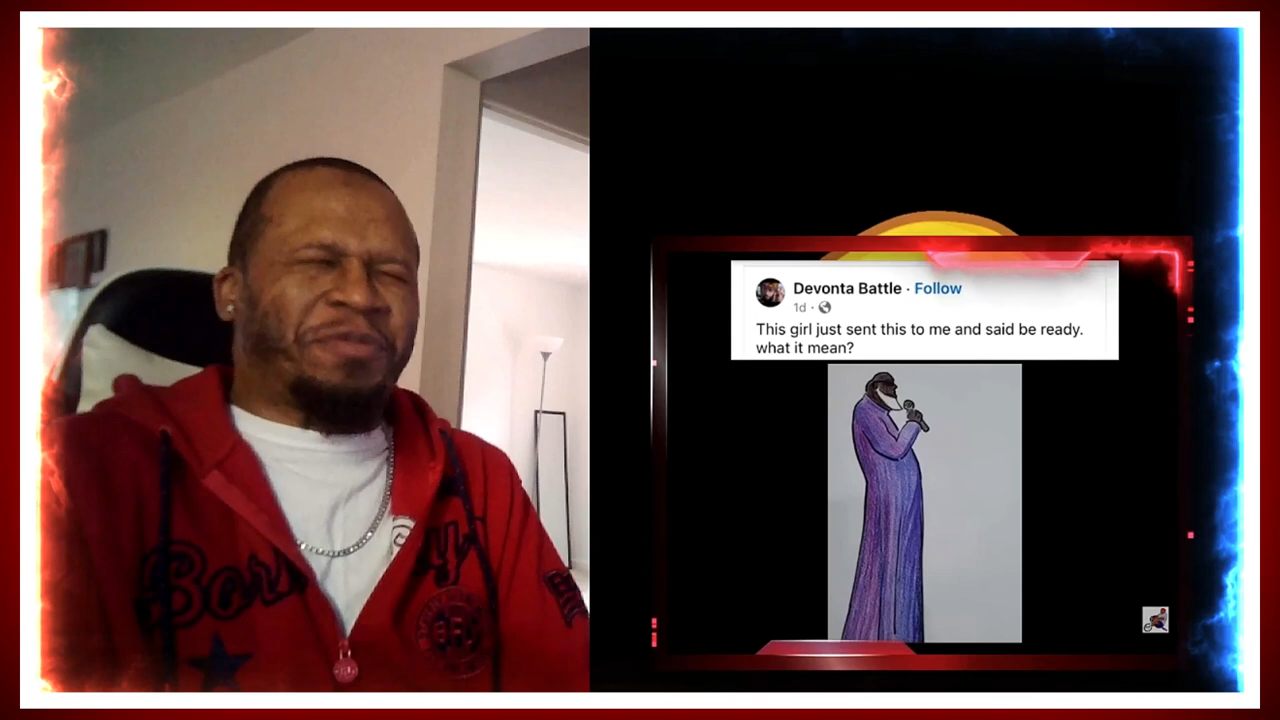 Devonta Battle · Follow
1d ·
This girl just sent this to me and said be ready.
what it mean?